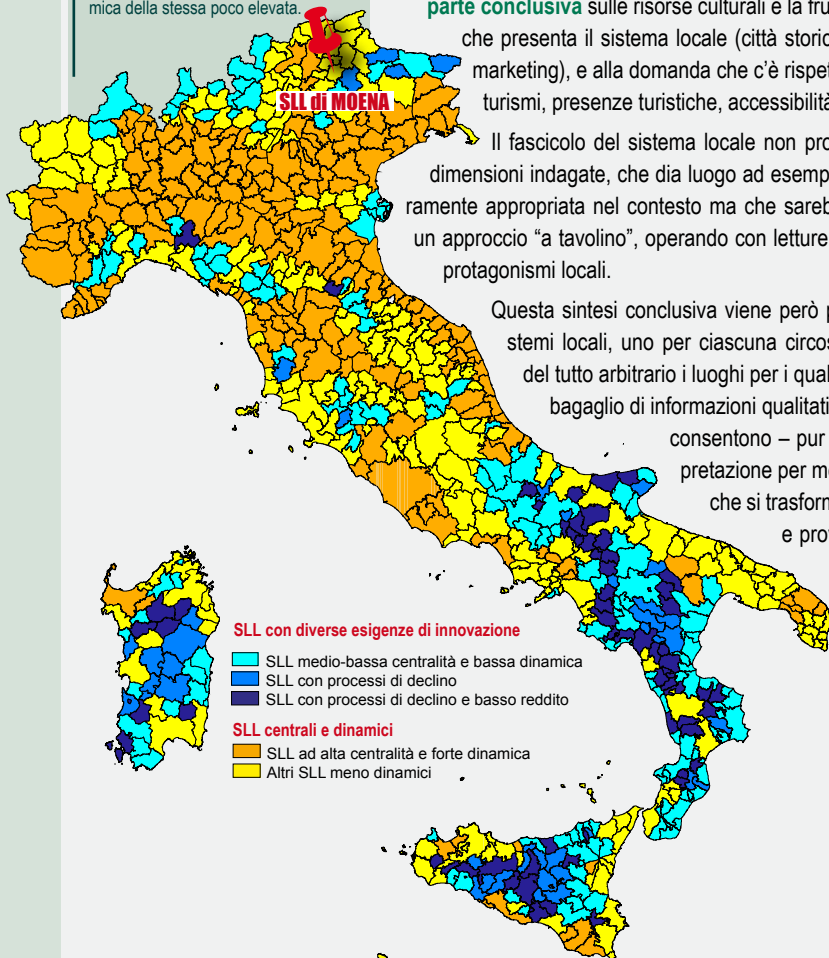 mica della stessa poco elevata.
parte conclusiva sulle risorse culturali e la fru
che presenta il sistema locale (città storic
marketing), e alla domanda che c'è rispet
turismi, presenze turistiche, accessibilità
Il fascicolo del sistema locale non pro
dimensioni indagate, che dia luogo ad esemp
ramente appropriata nel contesto ma che sareb
un approccio “a tavolino”, operando con letture
protagonismi locali.
Questa sintesi conclusiva viene però p
stemi locali, uno per ciascuna circos
del tutto arbitrario i luoghi per i qual
bagaglio di informazioni qualitati
consentono – pur
pretazione per mo
che si trasform
e pro
SLL di MOENA
SLL con diverse esigenze di innovazione
SLL medio-bassa centralità e bassa dinamica
SLL con processi di declino
SLL con processi di declino e basso reddito
SLL centrali e dinamici
SLL ad alta centralità e forte dinamica
Altri SLL meno dinamici